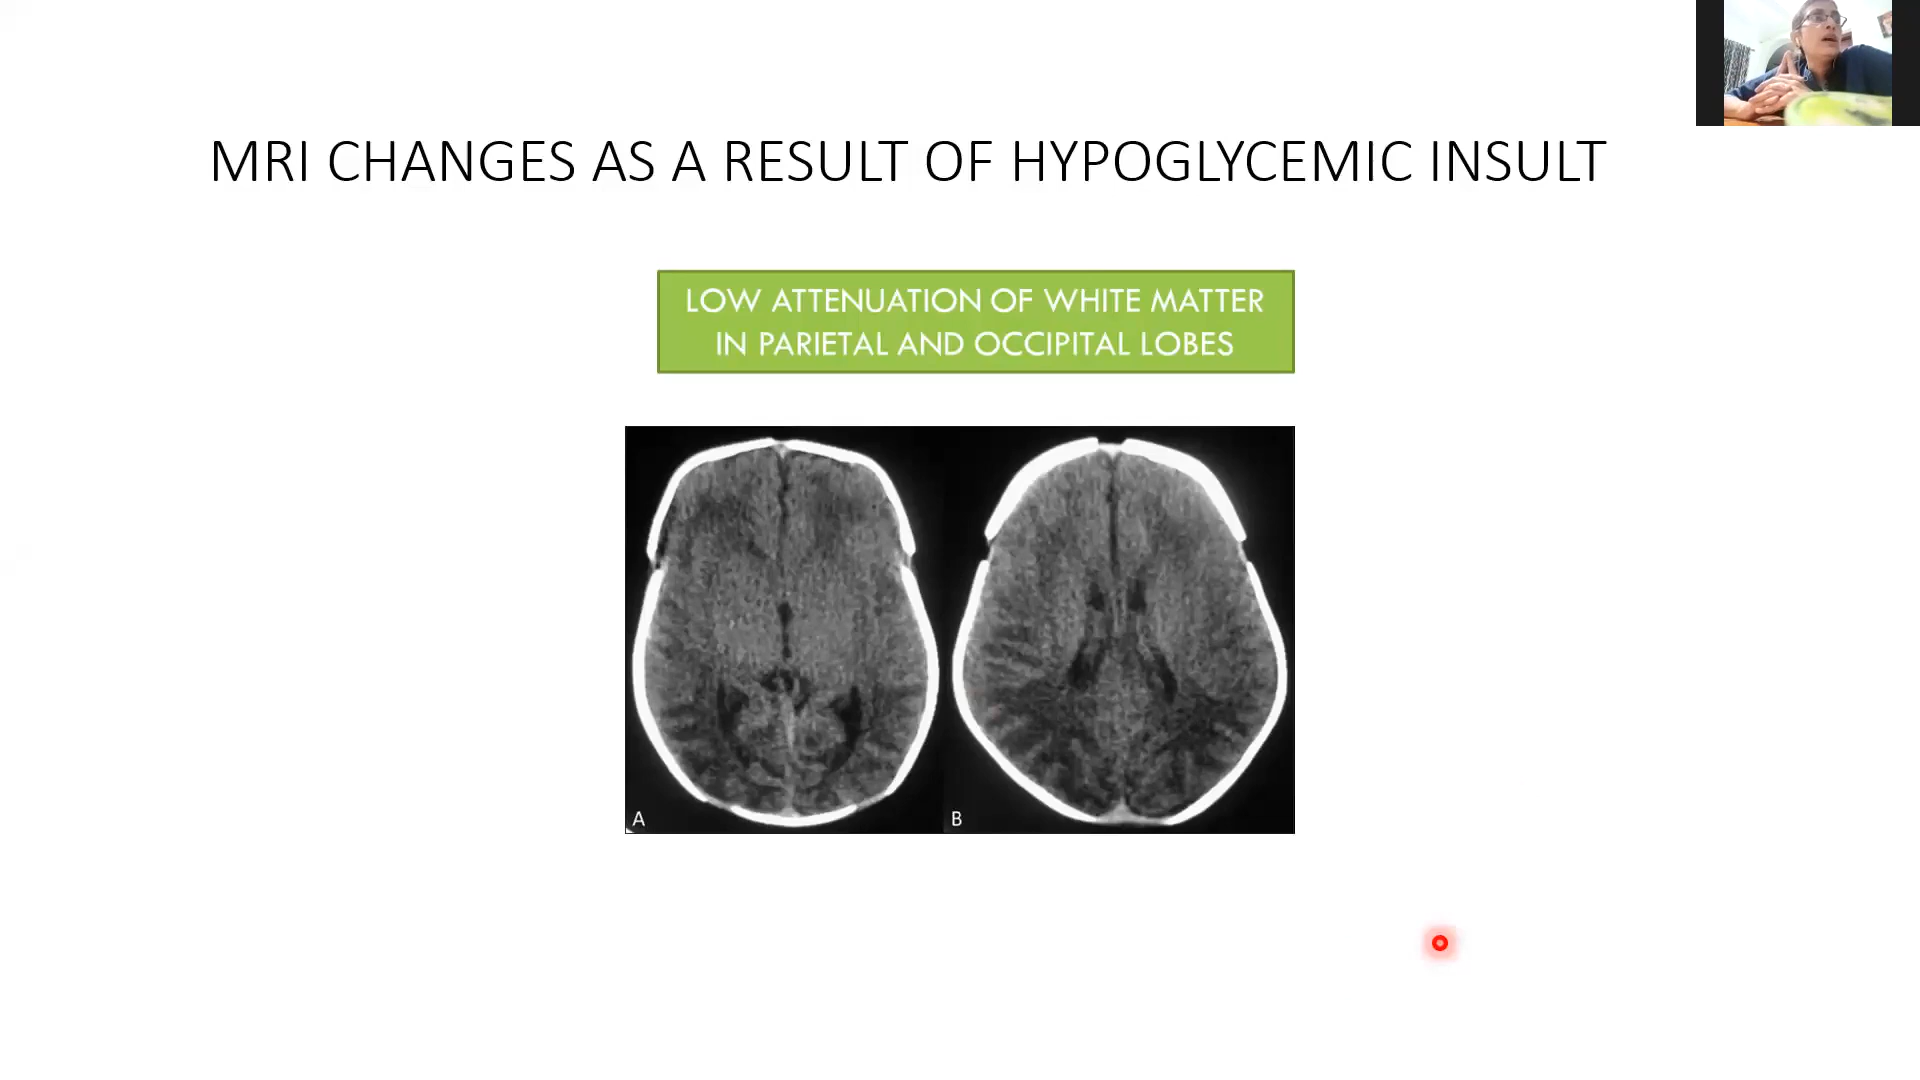 MRI CHANGES AS A RESULT OF HYPOGLYCEMIC INSULT
LOW ATTENUATION OF WHITE MATTER
IN PARIETAL AND OCCIPITAL LOBES
A
B